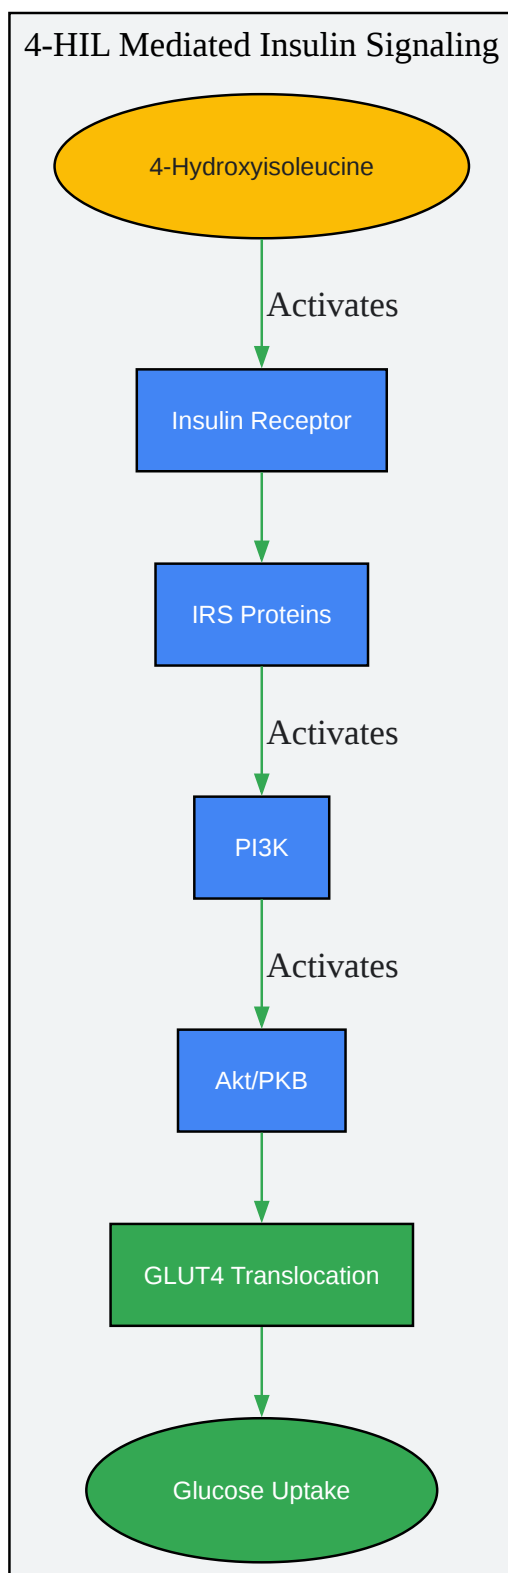 4-HIL Mediated Insulin Signaling
4-Hydroxyisoleucine
Activates
Insulin Receptor
IRS Proteins
Activates
PI3K
Activates
Akt/PKB
GLUT4 Translocation
Glucose Uptake